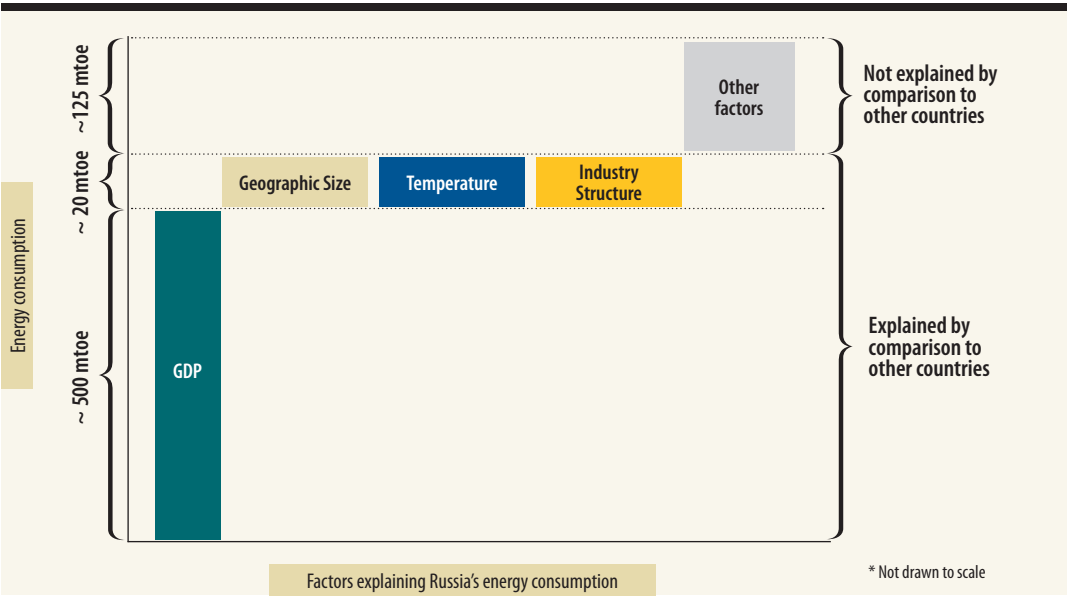 ~125 mtoe
~ 20 mtoe
~ 500 mtoe
Energy consumption
Other
factors
Geographic Size
Temperature
Industry
Structure
GDP
Not explained by
comparison to
other countries
Explained by
comparison to
other countries
Factors explaining Russia's energy consumption
* Not drawn to scale